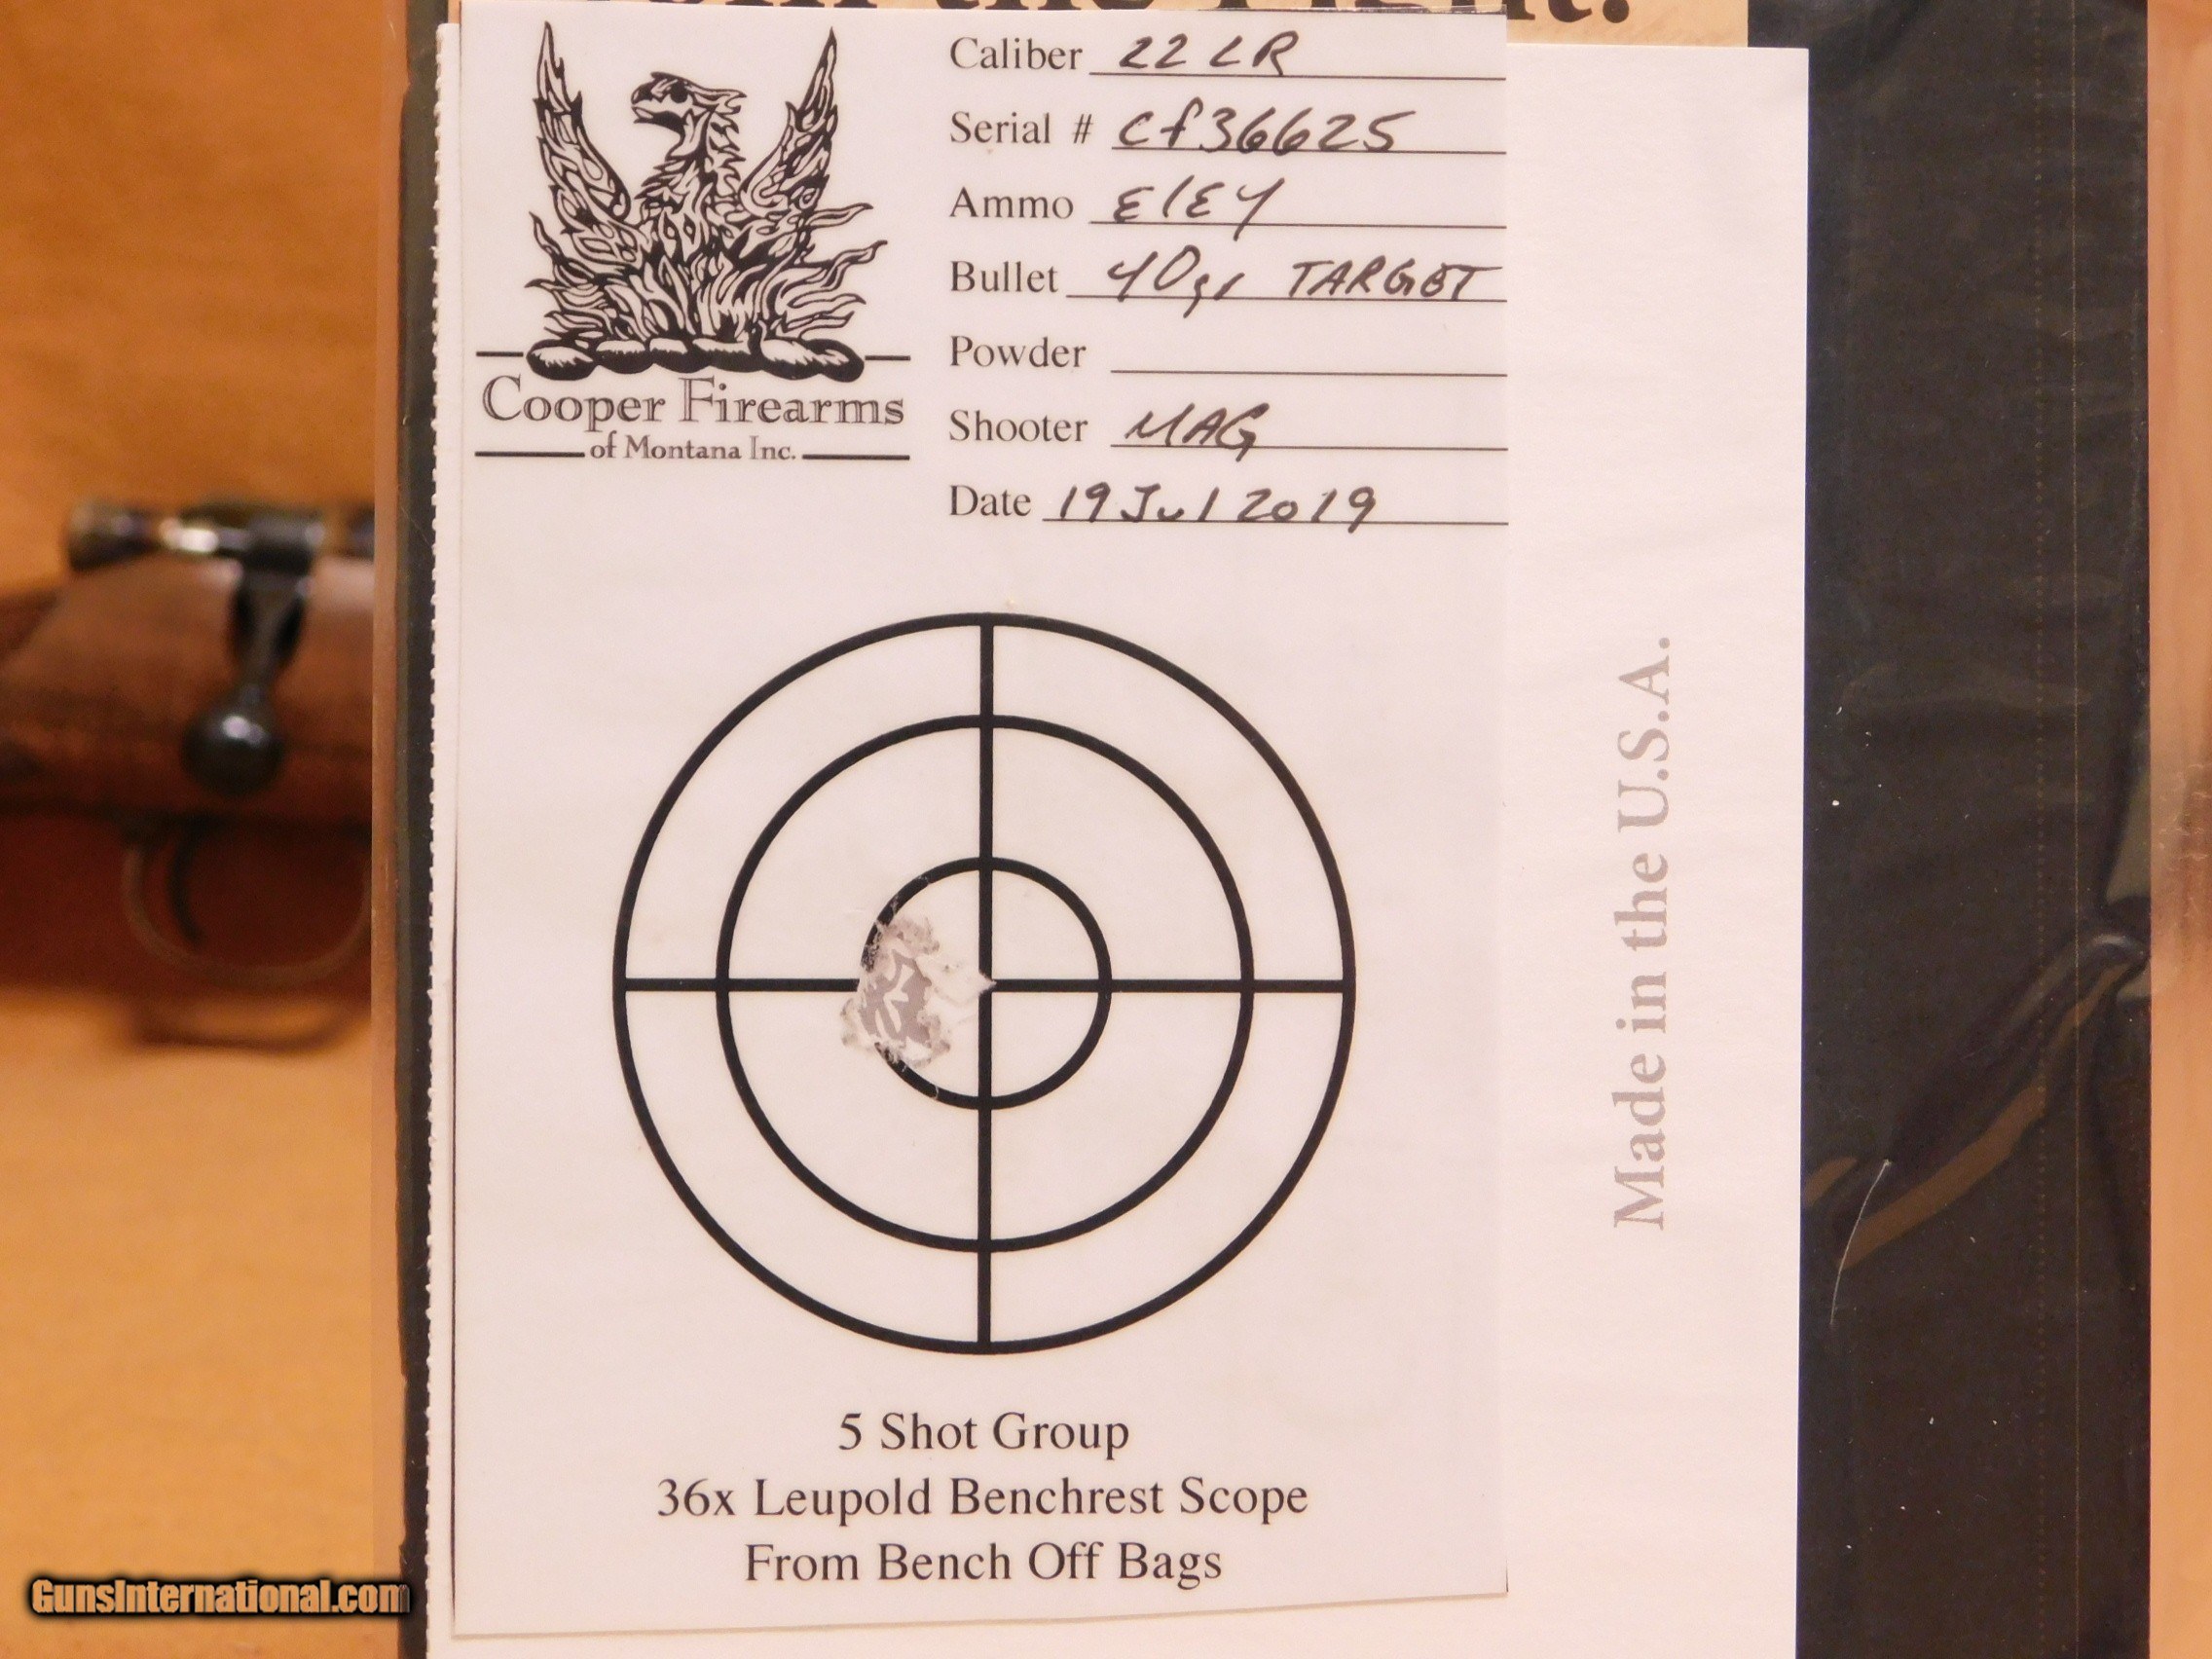 Cooper Firearms
of Montana Inc.
Caliber 22 LR
Serial # Cf36625
Ammo ElEy
Bullet 40gr TARGET
Powder
Shooter MAG
Date 19 Jul 2019
5 Shot Group
36x Leupold Benchrest Scope
From Bench Off Bags
Made in the U.S.A.
GunsInternational.com